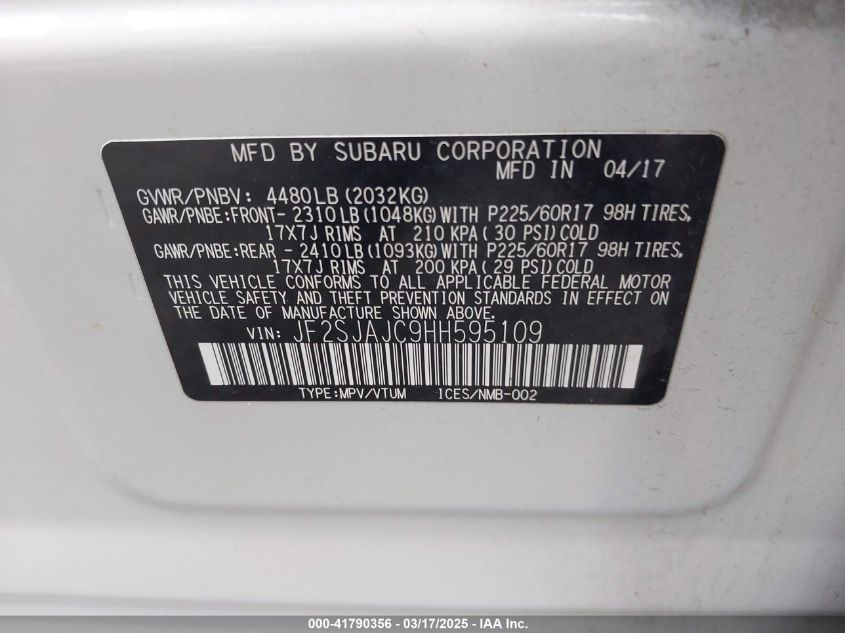 MFD BY SUBARU CORPORATION
MFD IN 04/17
GVWR/PNBV: 4480LB (2032KG)
GAWR/PNBE:FRONT- 2310 LB (1048KG) WITH P225/60R17 98H TIRES,
17X7J RIMS AT 210 KPA ( 30 PSI) COLD
GAWR/PNBE:REAR - 2410 LB (1093KG) WITH P225/60R17 98H TIRES,
17X7J RIMS AT 200 KPA ( 29 PSI) COLD
THIS VEHICLE CONFORMS TO ALL APPLICABLE FEDERAL MOTOR
VEHICLE SAFETY AND THEFT PREVENTION STANDARDS IN EFFECT ON
THE DATE OF MANUFACTURE SHOWN ABOVE.
VIN: JF2SJAJC9HH595109
TYPE:MPV/VTUM ICES/NMB-002
000-41790356 - 03/17/2025 - IAA Inc.